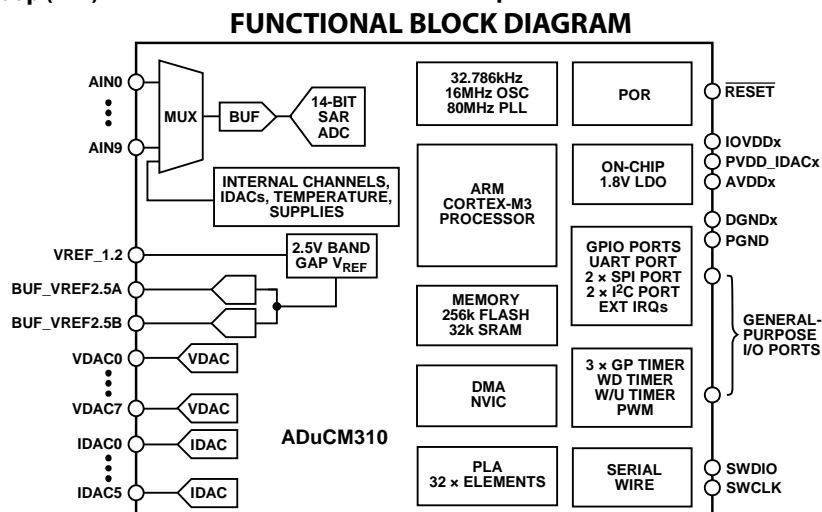 FUNCTIONAL BLOCK DIAGRAM
AIN0
AIN9
MUX
BUF
14-BIT
SAR
ADC
INTERNAL CHANNELS,
IDACs, TEMPERATURE,
SUPPLIES
VREF_1.2
2.5V BAND
GAP VREF
BUF_VREF2.5A
BUF_VREF2.5B
VDAC0
VDAC
VDAC7
VDAC
IDAC0
IDAC
IDAC5
IDAC
ADuCM310
32.786kHz
16MHz OSC
80MHz PLL
ARM
CORTEX-M3
PROCESSOR
MEMORY
256k FLASH
32k SRAM
DMA
NVIC
PLA
32 × ELEMENTS
POR
ON-CHIP
1.8V LDO
GPIO PORTS
UART PORT
2 × SPI PORT
2 × I2C PORT
EXT IRQs
3 × GP TIMER
WD TIMER
W/U TIMER
PWM
SERIAL
WIRE
RESET
IOVDDx
PVDD_IDACx
AVDDx
DGNDx
PGND
GENERAL-
PURPOSE
I/O PORTS
SWDIO
SWCLK